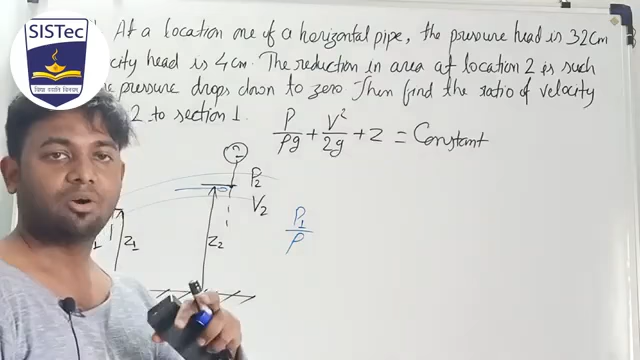 SISTec
At a location one of a horizontal pipe, the pressure head is 32cm
city head is 4cm. The reduction in area at location 2 is such
pressure drops down to zero Then find the ratio of velocity
2 to section 1.
P/ρg + V²/2g + z = Constant
2
P2
V2
Z1
Z2
P1/ρ